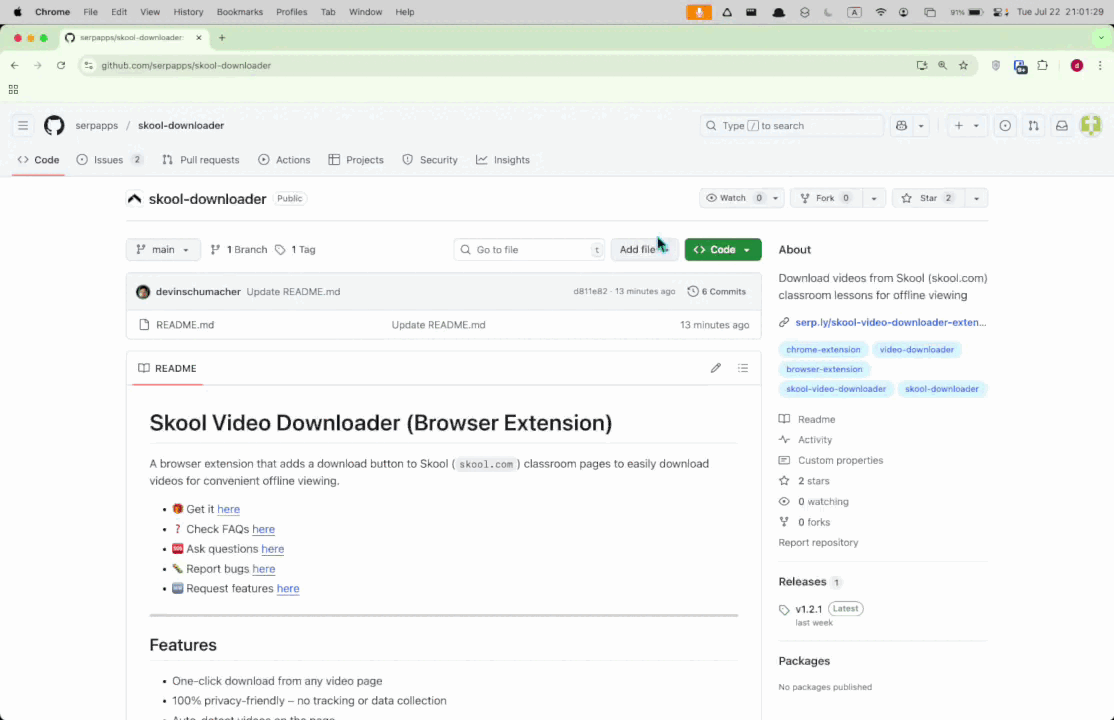 Chrome File Edit View History Bookmarks Profiles Tab Window Help A 91% Tue Jul 22 21:01:29
serpapps/skool-downloader:
github.com/serpapps/skool-downloader d
serpapps / skool-downloader Type / to search
Code Issues 2 Pull requests Actions Projects Security Insights
skool-downloader Public Watch 0 Fork 0 Star 2
main 1 Branch 1 Tag Go to file t Add file Code
devinschumacher Update README.md d811e82 · 13 minutes ago 6 Commits
README.md Update README.md 13 minutes ago
README
Skool Video Downloader (Browser Extension)
A browser extension that adds a download button to Skool ( skool.com ) classroom pages to easily download
videos for convenient offline viewing.
• Get it here
• ❓ Check FAQs here
• 🆘 Ask questions here
• Report bugs here
• 🆕 Request features here
Features
• One-click download from any video page
• 100% privacy-friendly – no tracking or data collection
• Auto-detect videos on the page
About
Download videos from Skool (skool.com)
classroom lessons for offline viewing
serp.ly/skool-video-downloader-exten...
chrome-extension video-downloader
browser-extension
skool-video-downloader skool-downloader
Readme
Activity
Custom properties
2 stars
0 watching
0 forks
Report repository
Releases 1
v1.2.1 Latest
last week
Packages
No packages published